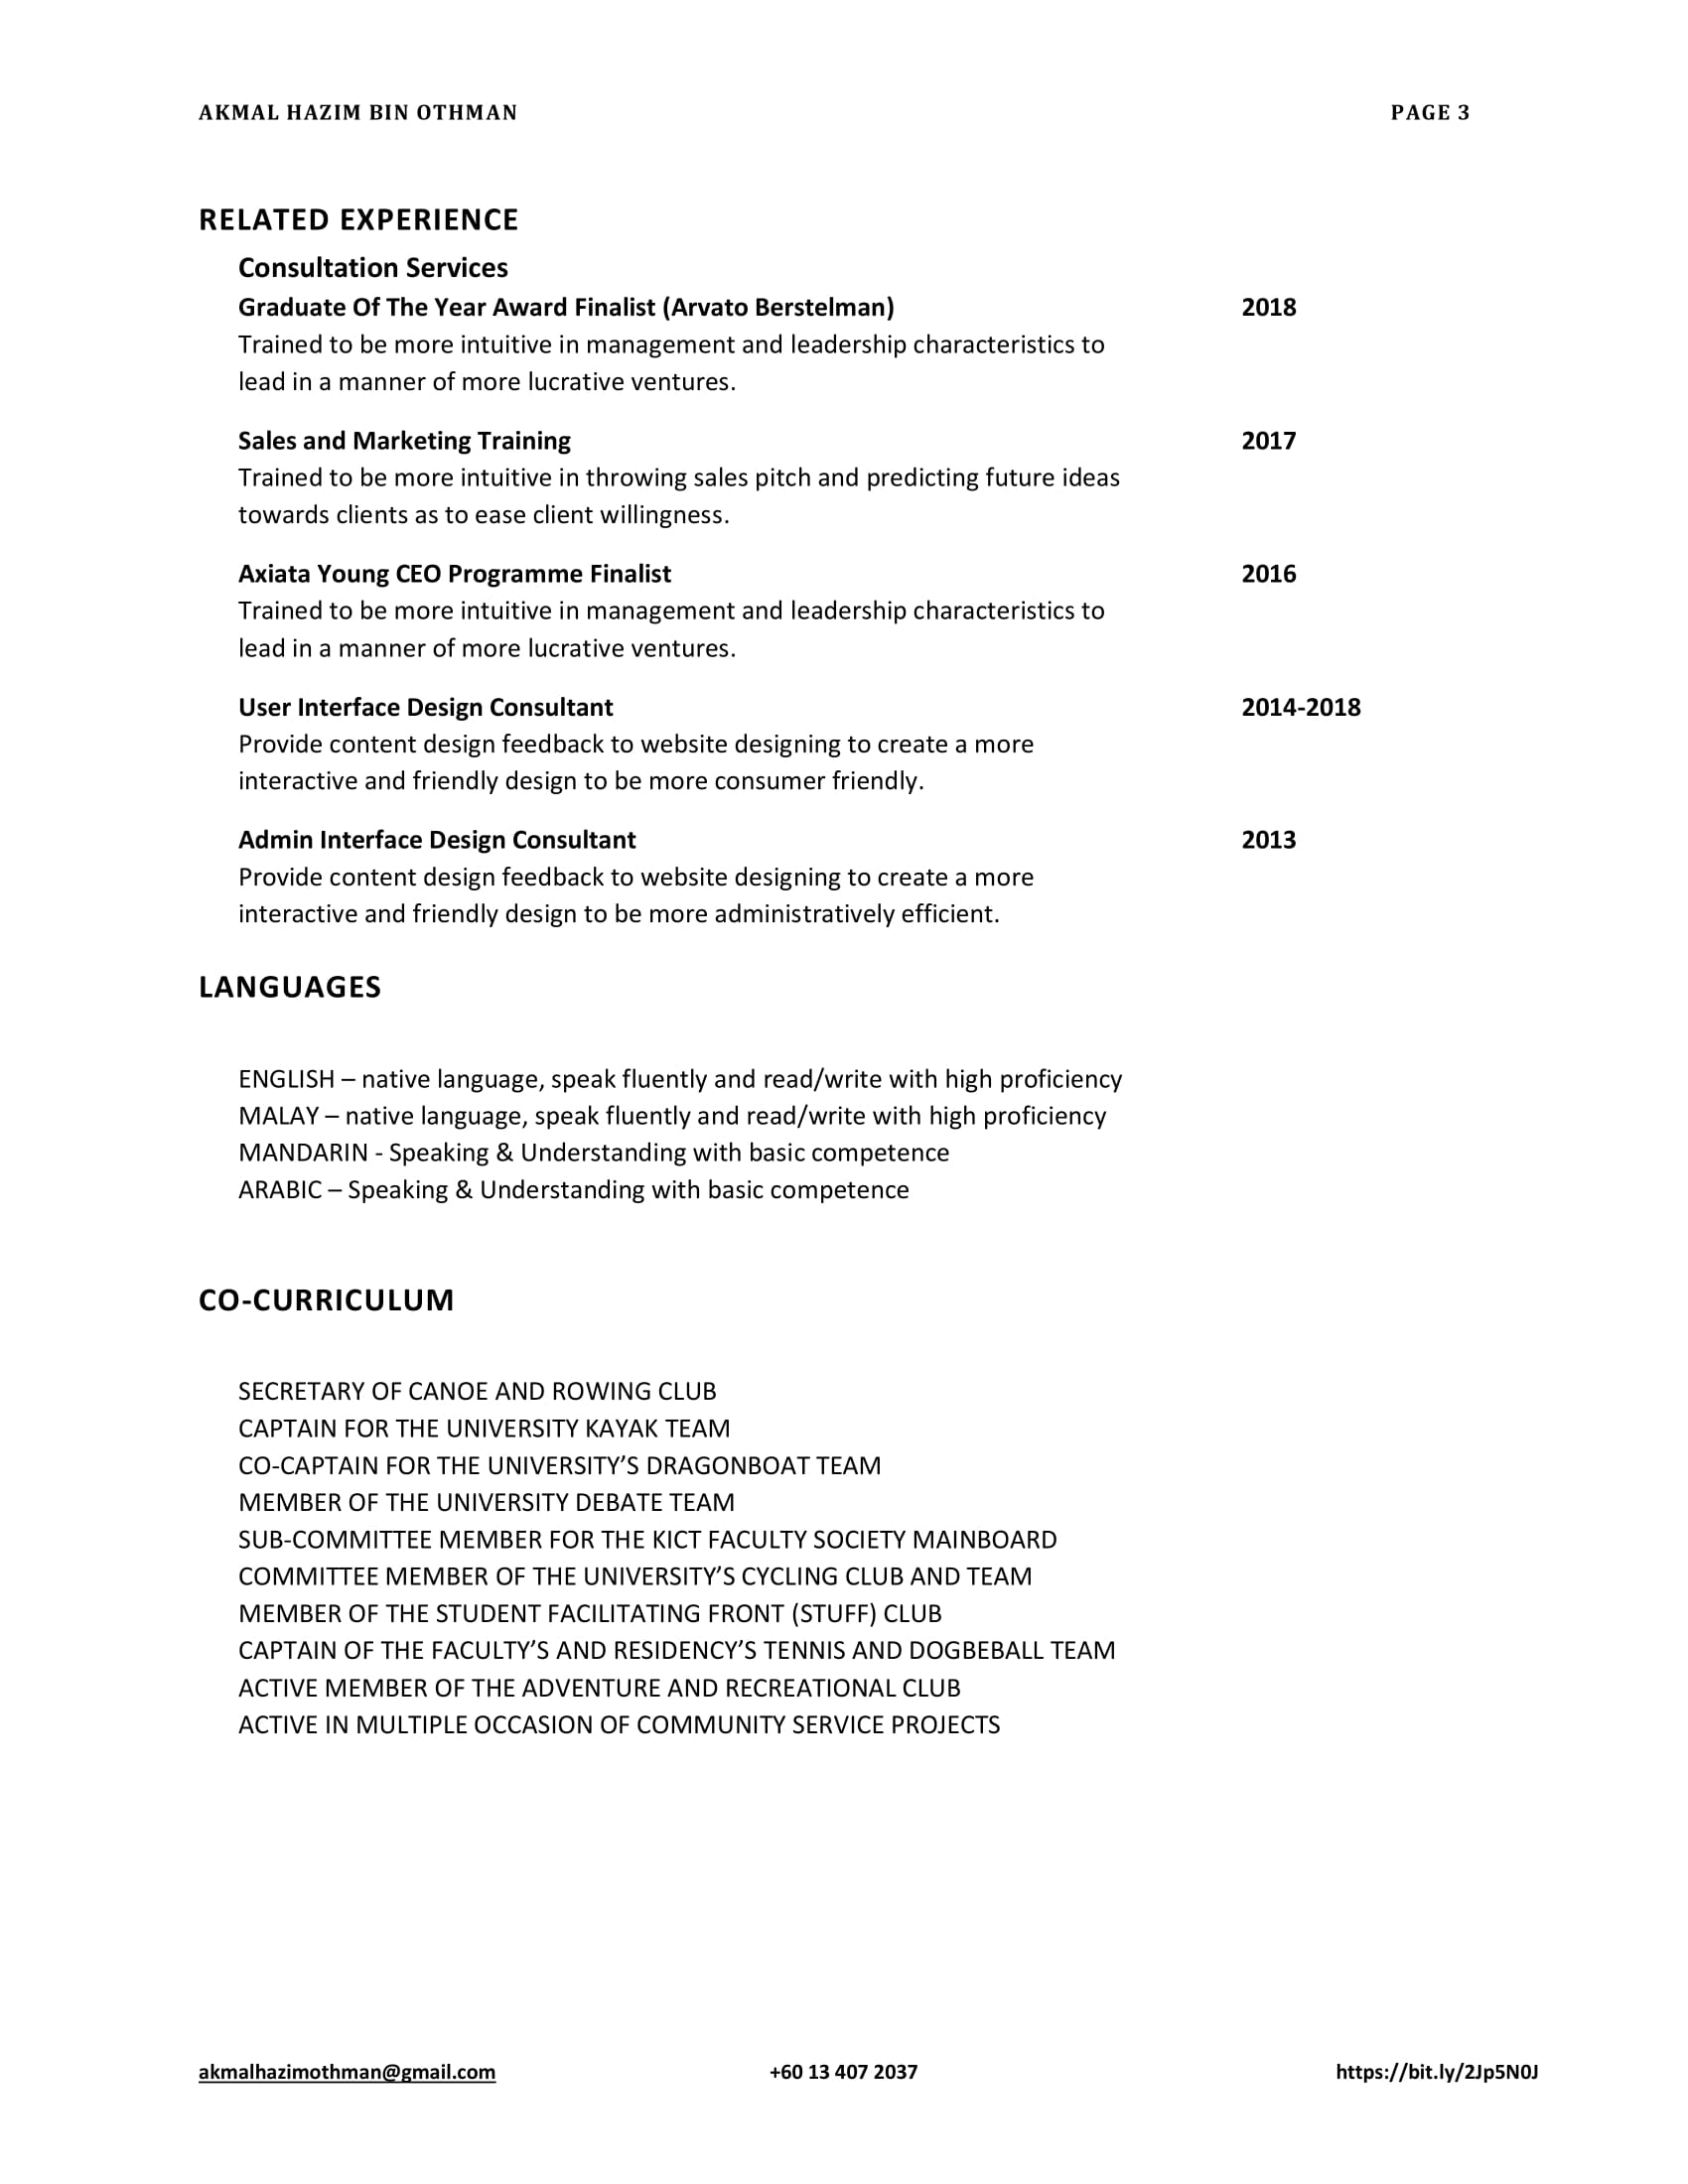 AKMAL HAZIM BIN OTHMAN PAGE 3
RELATED EXPERIENCE
Consultation Services
Graduate Of The Year Award Finalist (Arvato Berstelman) 2018
Trained to be more intuitive in management and leadership characteristics to
lead in a manner of more lucrative ventures.
Sales and Marketing Training 2017
Trained to be more intuitive in throwing sales pitch and predicting future ideas
towards clients as to ease client willingness.
Axiata Young CEO Programme Finalist 2016
Trained to be more intuitive in management and leadership characteristics to
lead in a manner of more lucrative ventures.
User Interface Design Consultant 2014-2018
Provide content design feedback to website designing to create a more
interactive and friendly design to be more consumer friendly.
Admin Interface Design Consultant 2013
Provide content design feedback to website designing to create a more
interactive and friendly design to be more administratively efficient.
LANGUAGES
ENGLISH – native language, speak fluently and read/write with high proficiency
MALAY – native language, speak fluently and read/write with high proficiency
MANDARIN - Speaking & Understanding with basic competence
ARABIC – Speaking & Understanding with basic competence
CO-CURRICULUM
SECRETARY OF CANOE AND ROWING CLUB
CAPTAIN FOR THE UNIVERSITY KAYAK TEAM
CO-CAPTAIN FOR THE UNIVERSITY’S DRAGONBOAT TEAM
MEMBER OF THE UNIVERSITY DEBATE TEAM
SUB-COMMITTEE MEMBER FOR THE KICT FACULTY SOCIETY MAINBOARD
COMMITTEE MEMBER OF THE UNIVERSITY’S CYCLING CLUB AND TEAM
MEMBER OF THE STUDENT FACILITATING FRONT (STUFF) CLUB
CAPTAIN OF THE FACULTY’S AND RESIDENCY’S TENNIS AND DOGBEBALL TEAM
ACTIVE MEMBER OF THE ADVENTURE AND RECREATIONAL CLUB
ACTIVE IN MULTIPLE OCCASION OF COMMUNITY SERVICE PROJECTS
akmalhazimothman@gmail.com +60 13 407 2037 https://bit.ly/2Jp5N0J